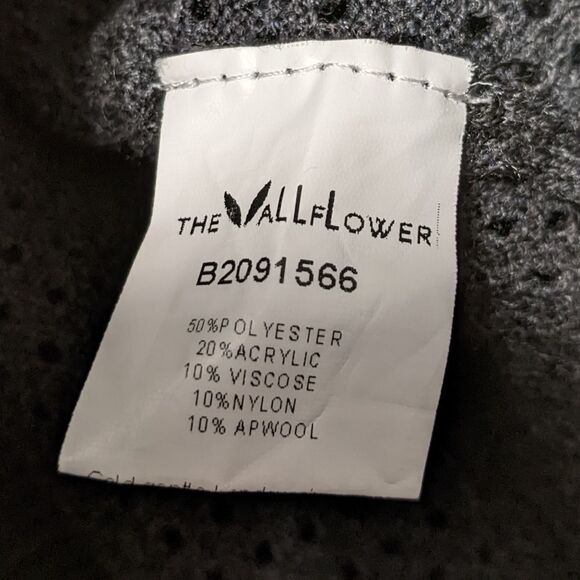 THE WALLFLOWER
B2091566
50%POLYESTER
20%ACRYLIC
10% VISCOSE
10%NYLON
10% APWOOL